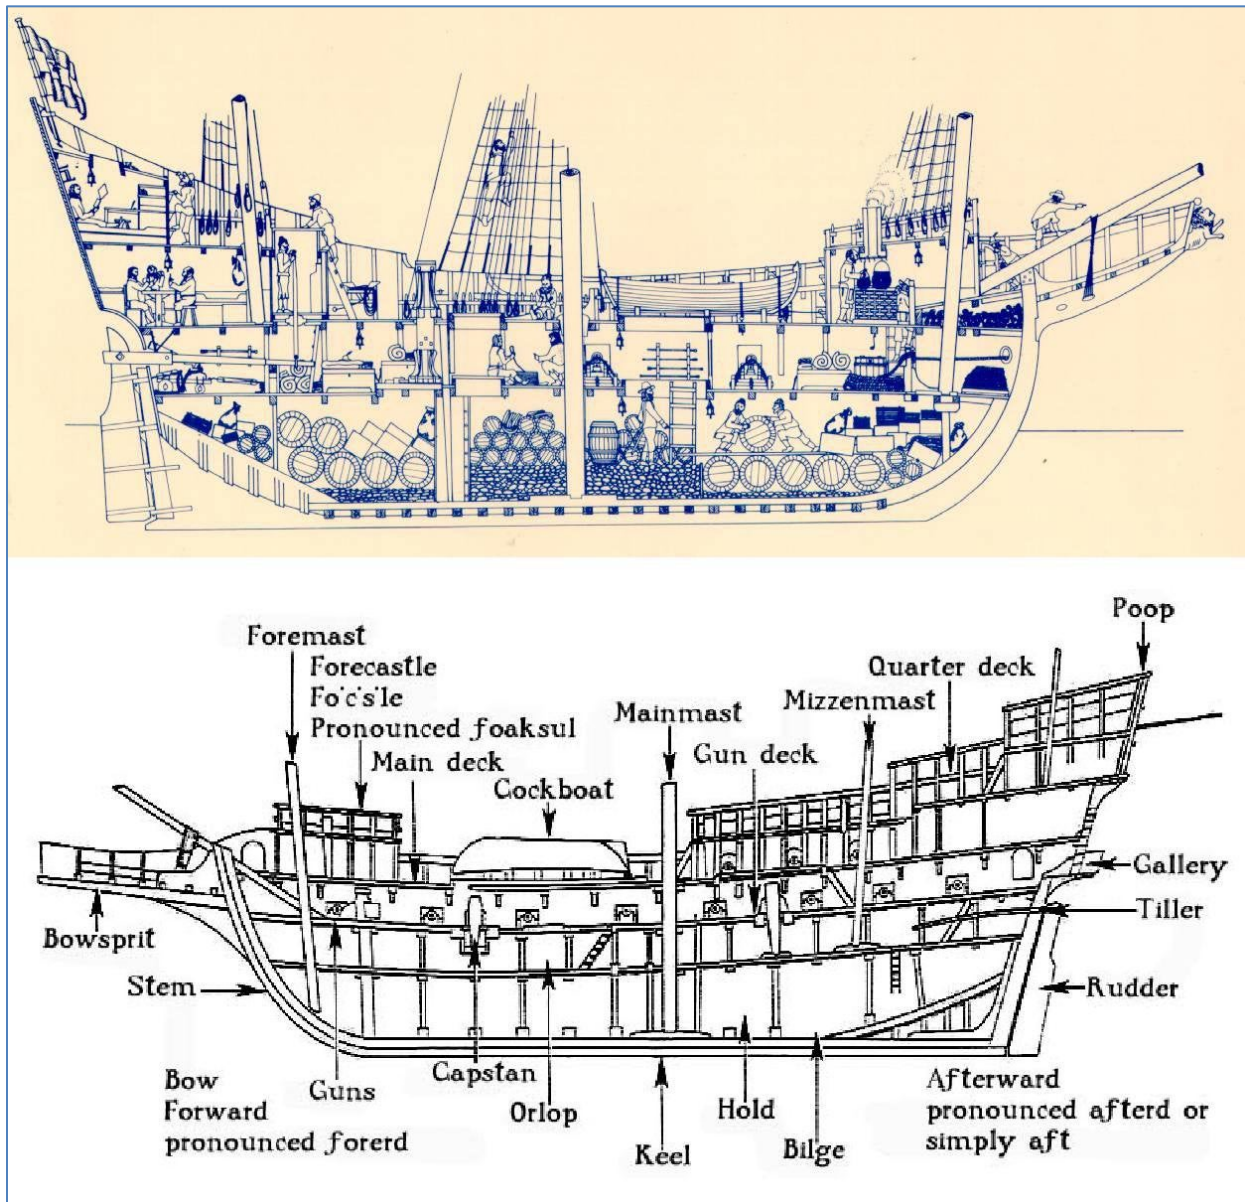 Poop
Foremast
Forecastle
Fo'c's'le
Pronounced foaksul
Main deck
Cockboat
Mainmast
Gun deck
Mizzenmast
Quarter deck
Gallery
Tiller
Rudder
Bowsprit
Stem
Bow
Forward
pronounced forerd
Guns
Capstan
Orlop
Keel
Hold
Bilge
Afterward
pronounced afterd or
simply aft